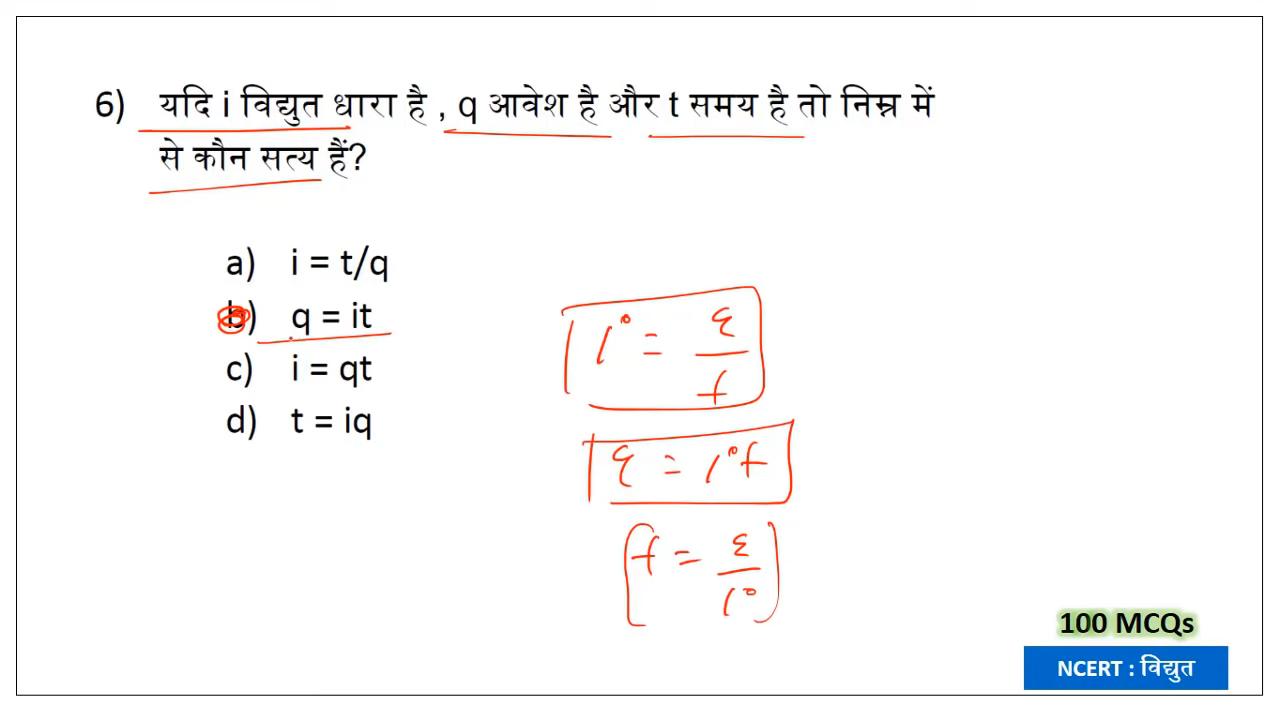 6) यदि i विद्युत धारा है , q आवेश है और t समय है तो निम्न में
से कौन सत्य हैं?
a) i = t/q
b) q = it
c) i = qt
d) t = iq
i = q/t
q = it
t = q/i
100 MCQs
NCERT : विद्युत